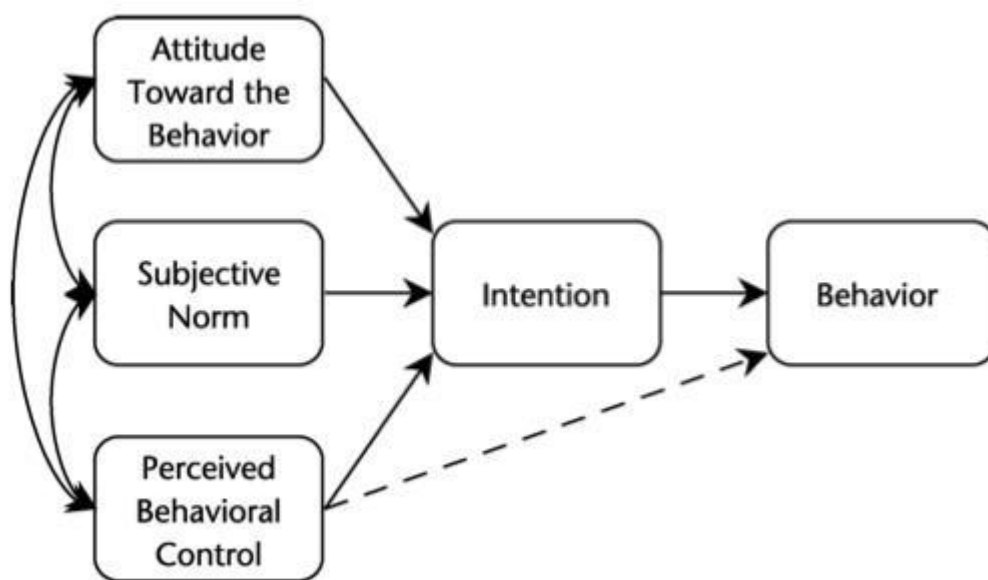 Attitude
Toward the
Behavior
Subjective
Norm
Intention
Behavior
Perceived
Behavioral
Control